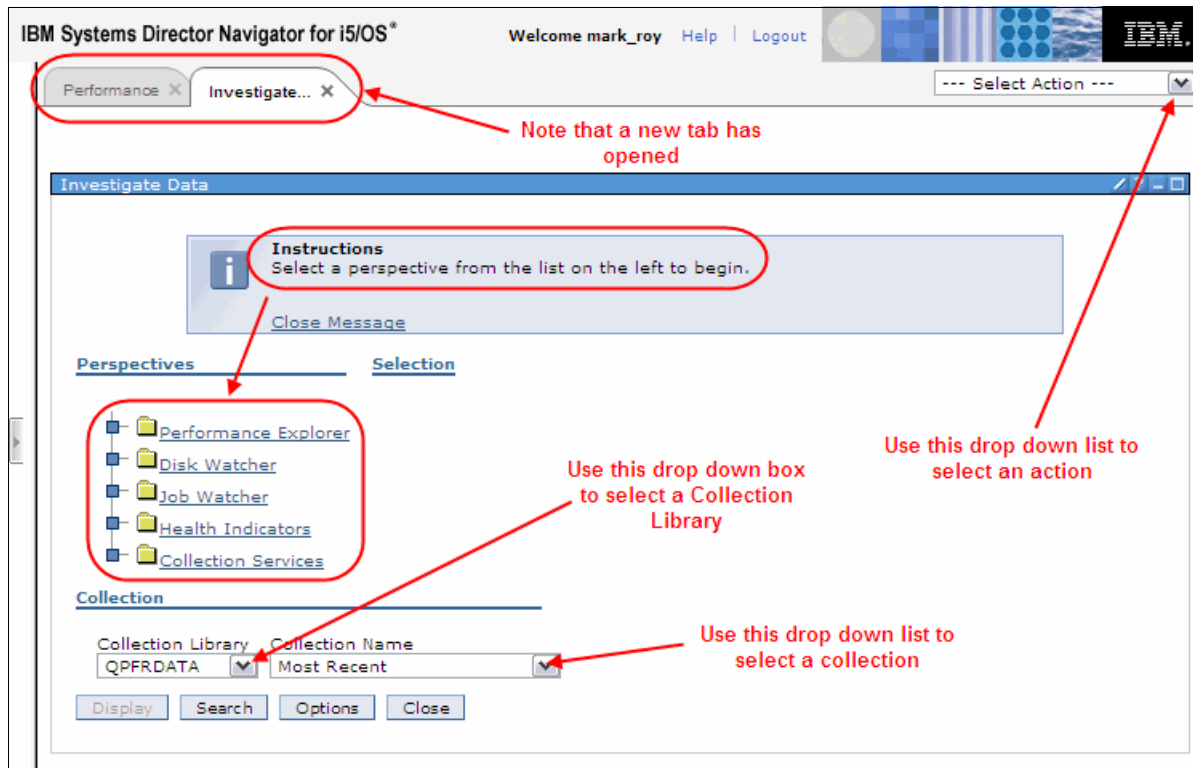 IBM Systems Director Navigator for i5/OS®
Welcome mark_roy Help | Logout
IBM.
Performance
Investigate...
--- Select Action ---
Note that a new tab has
opened
Investigate Data
Instructions
Select a perspective from the list on the left to begin.
Close Message
Perspectives
Selection
Performance Explorer
Disk Watcher
Job Watcher
Health Indicators
Collection Services
Use this drop down box
to select a Collection
Library
Use this drop down list to
select an action
Collection
Collection Library
Collection Name
QPFRDATA
Most Recent
Use this drop down list to
select a collection
Display
Search
Options
Close